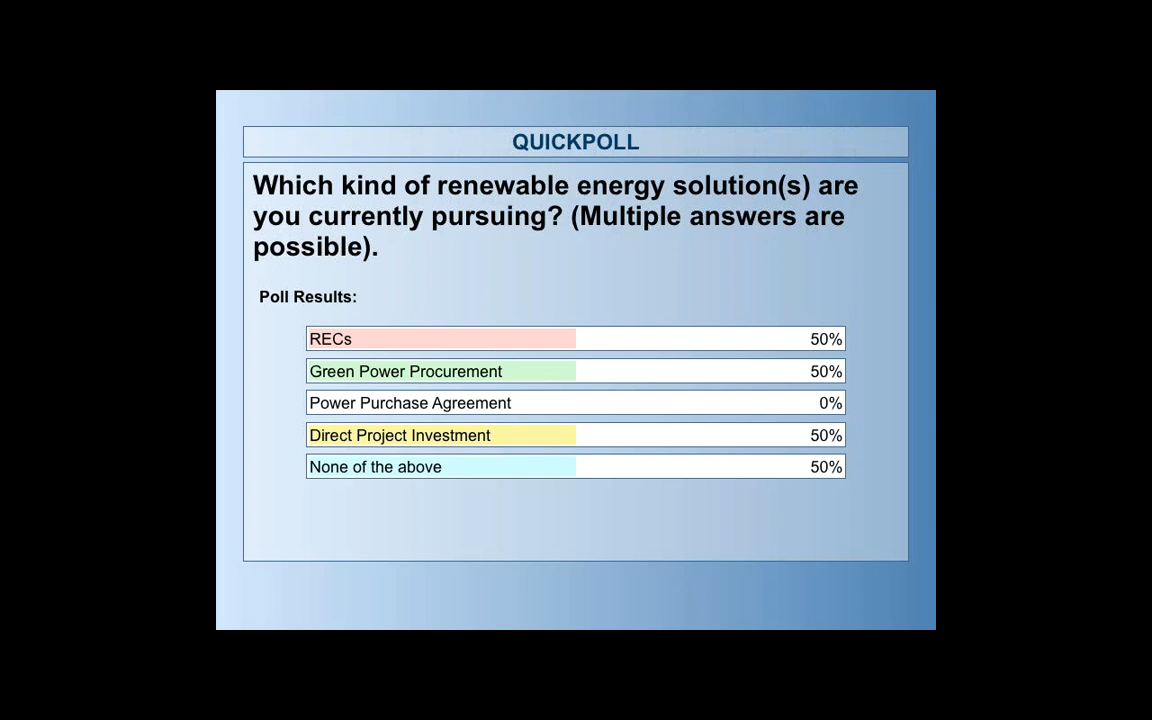 QUICKPOLL
Which kind of renewable energy solution(s) are
you currently pursuing? (Multiple answers are
possible).
Poll Results:
RECs 50%
Green Power Procurement 50%
Power Purchase Agreement 0%
Direct Project Investment 50%
None of the above 50%